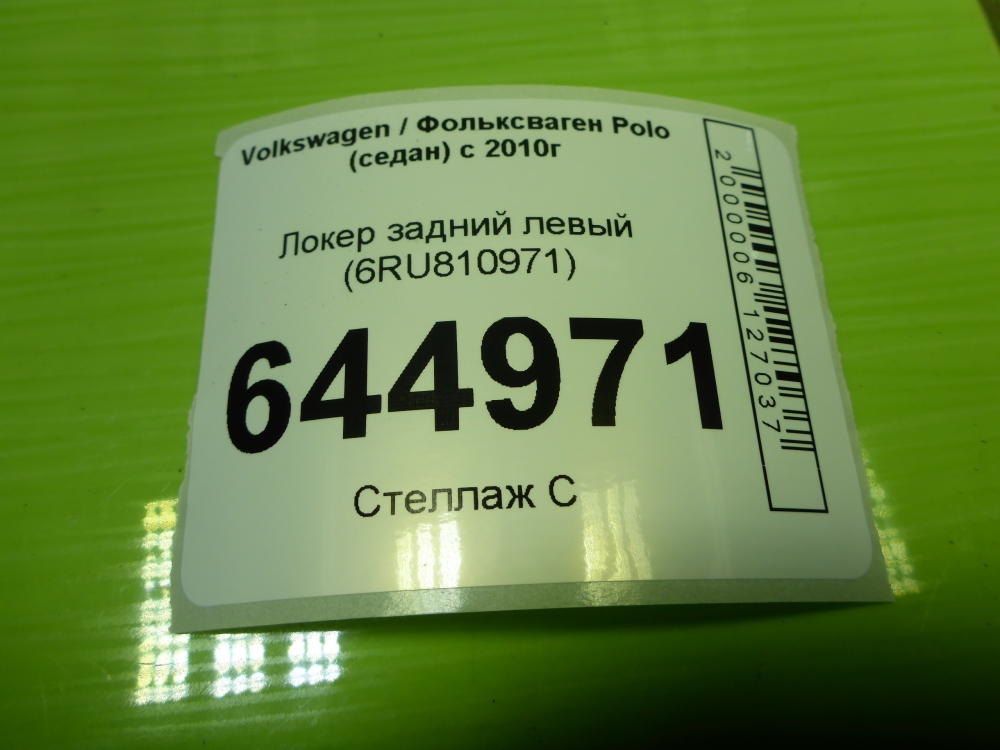 Volkswagen / Фольксваген Polo
(седан) с 2010г
Локер задний левый
(6RU810971)
644971
Стеллаж С
2000006127037